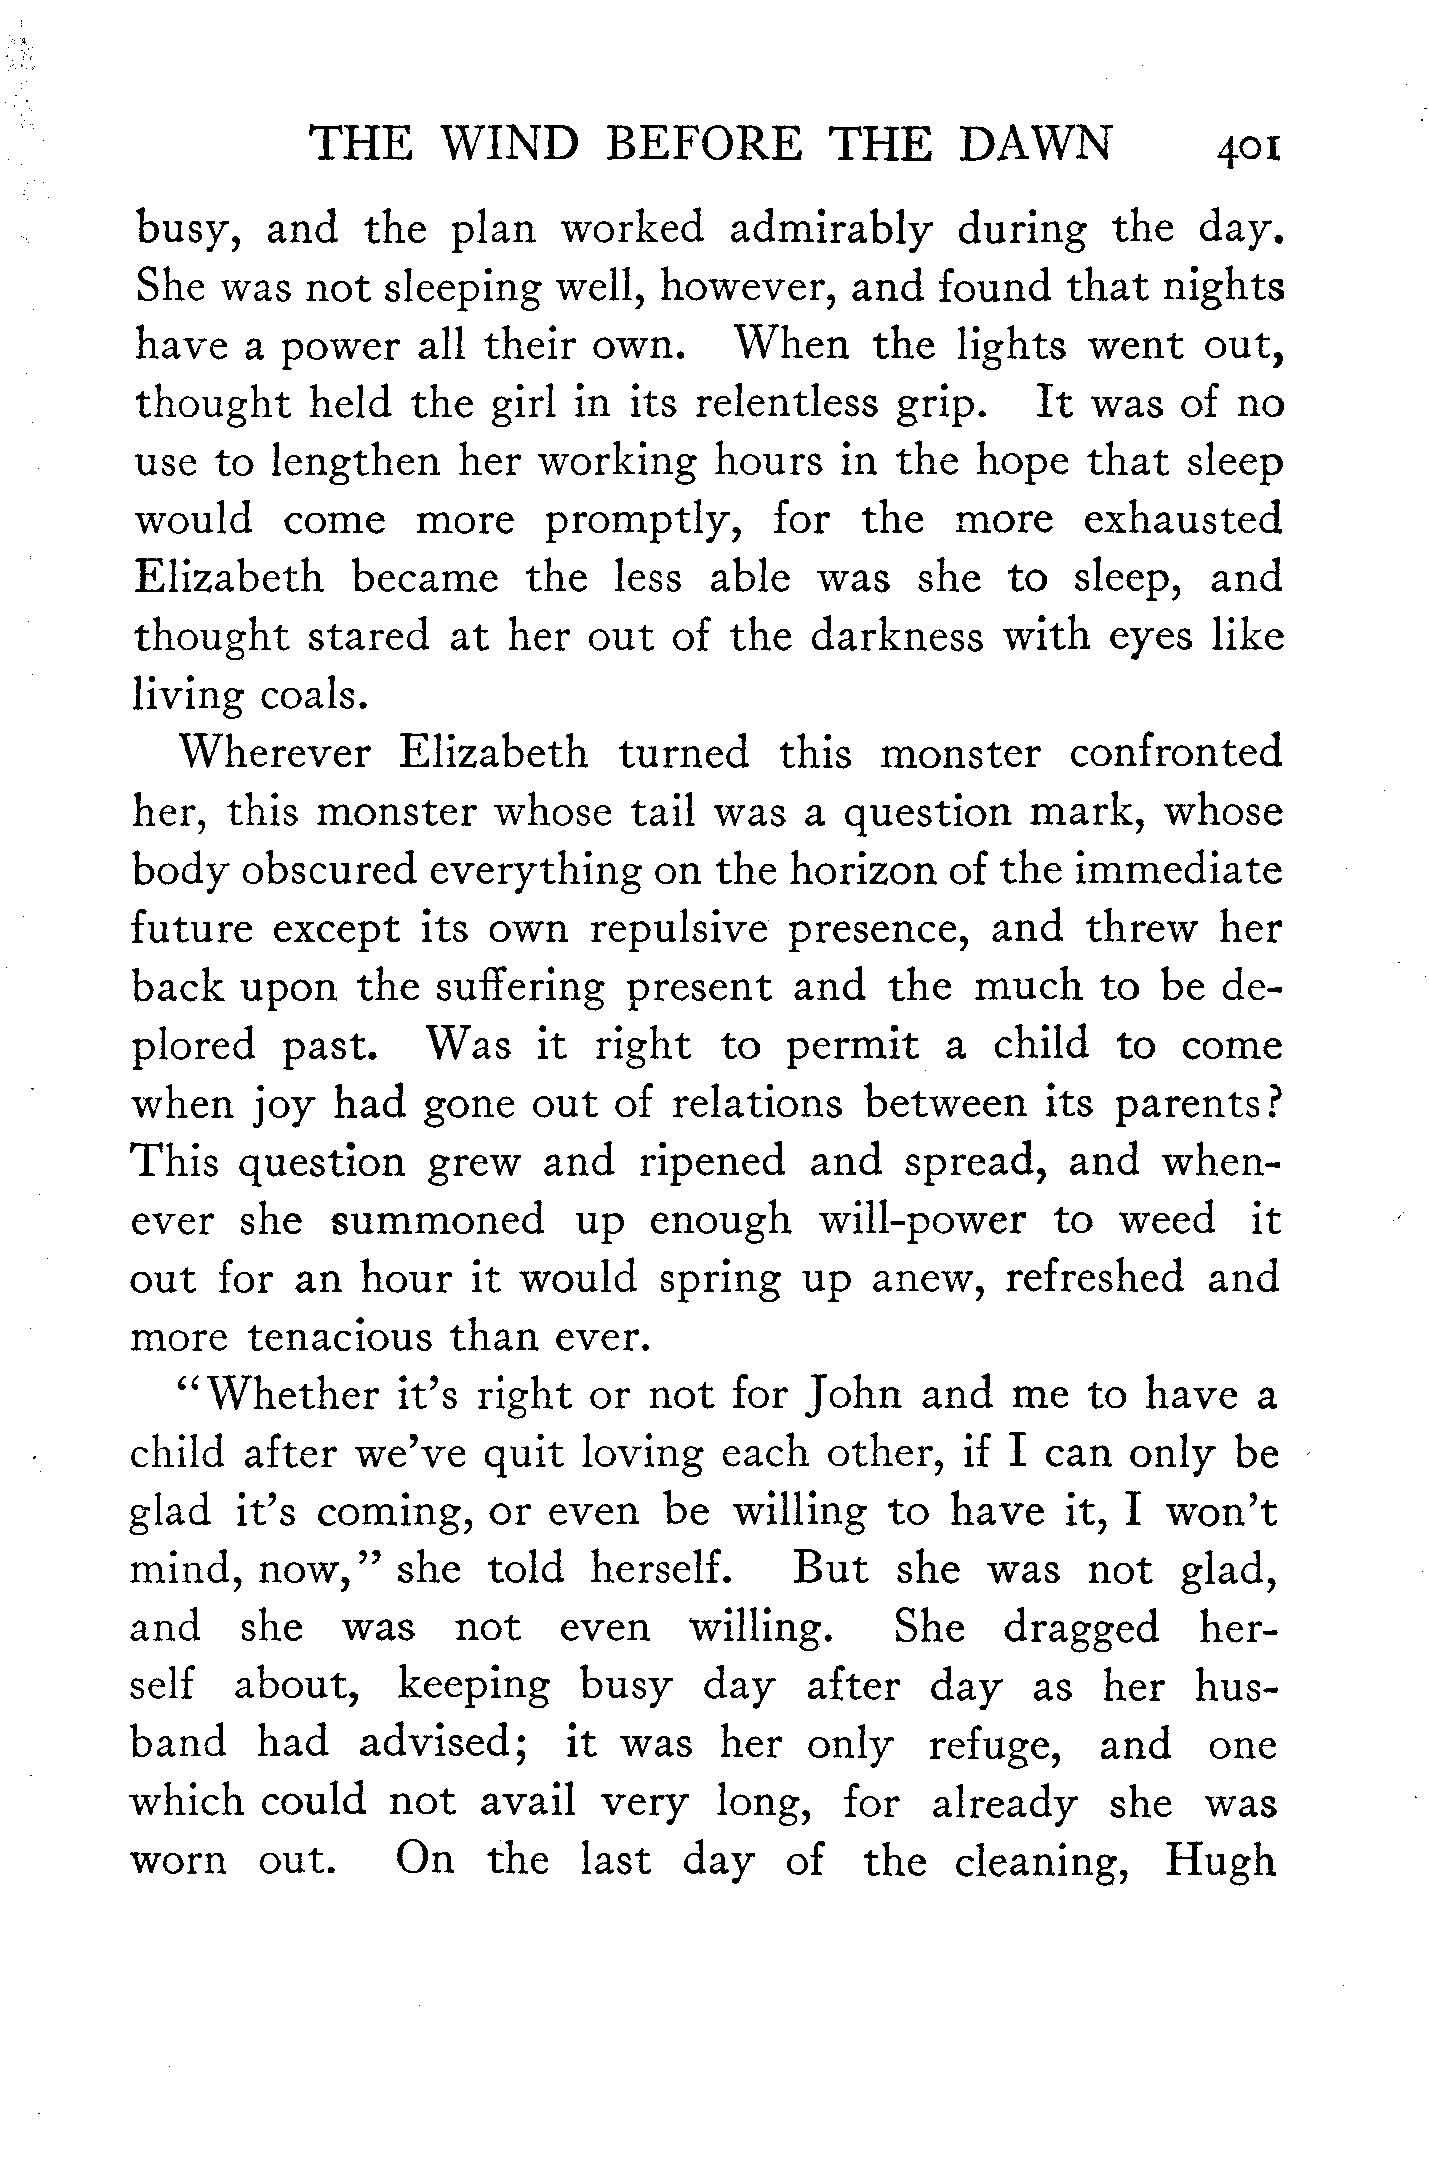 THE WIND BEFORE THE DAWN 401
busy, and the plan worked admirably during the day.
She was not sleeping well, however, and found that nights
have a power all their own. When the lights went out,
thought held the girl in its relentless grip. It was of no
use to lengthen her working hours in the hope that sleep
would come more promptly, for the more exhausted
Elizabeth became the less able was she to sleep, and
thought stared at her out of the darkness with eyes like
living coals.
Wherever Elizabeth turned this monster confronted
her, this monster whose tail was a question mark, whose
body obscured everything on the horizon of the immediate
future except its own repulsive presence, and threw her
back upon the suffering present and the much to be de-
plored past. Was it right to permit a child to come
when joy had gone out of relations between its parents?
This question grew and ripened and spread, and when-
ever she summoned up enough will-power to weed it
out for an hour it would spring up anew, refreshed and
more tenacious than ever.
“Whether it’s right or not for John and me to have a
child after we’ve quit loving each other, if I can only be
glad it’s coming, or even be willing to have it, I won’t
mind, now,” she told herself. But she was not glad,
and she was not even willing. She dragged her-
self about, keeping busy day after day as her hus-
band had advised; it was her only refuge, and one
which could not avail very long, for already she was
worn out. On the last day of the cleaning, Hugh